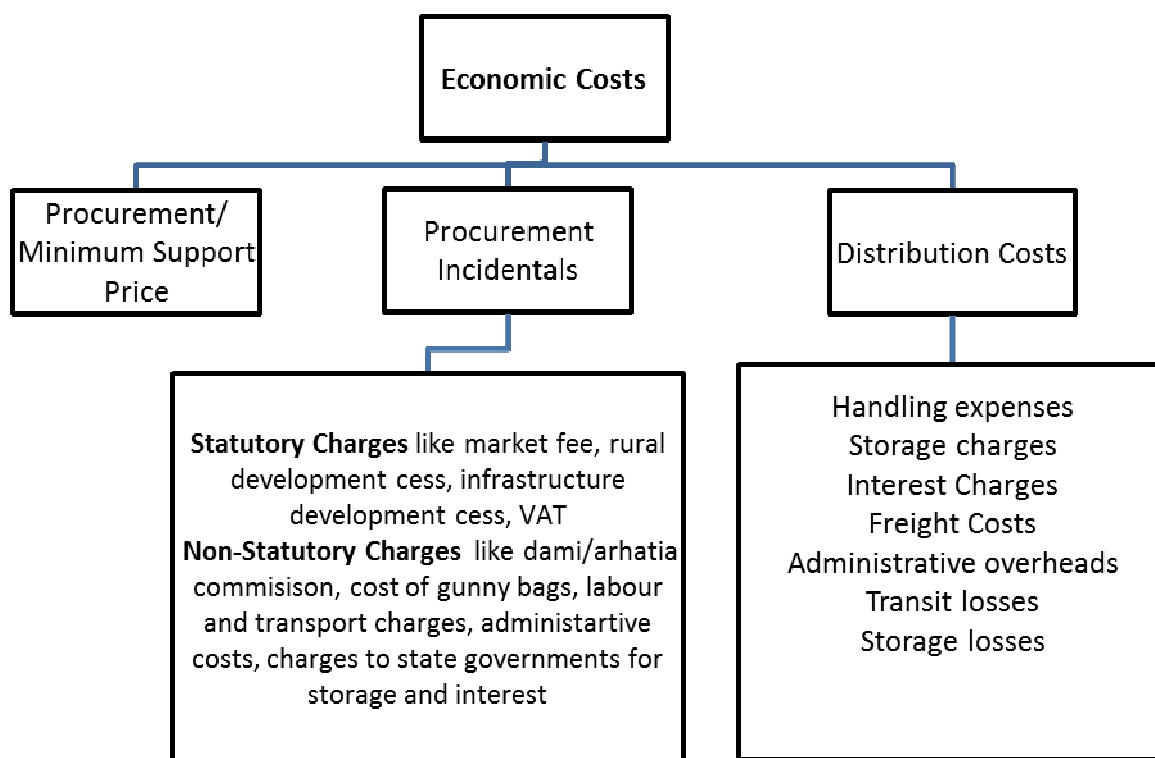 Economic Costs
Procurement/
Minimum Support
Price
Procurement
Incidentals
Distribution Costs
Statutory Charges like market fee, rural
development cess, infrastructure
development cess, VAT
Non-Statutory Charges like dami/arhatia
commisison, cost of gunny bags, labour
and transport charges, administartive
costs, charges to state governments for
storage and interest
Handling expenses
Storage charges
Interest Charges
Freight Costs
Administrative overheads
Transit losses
Storage losses